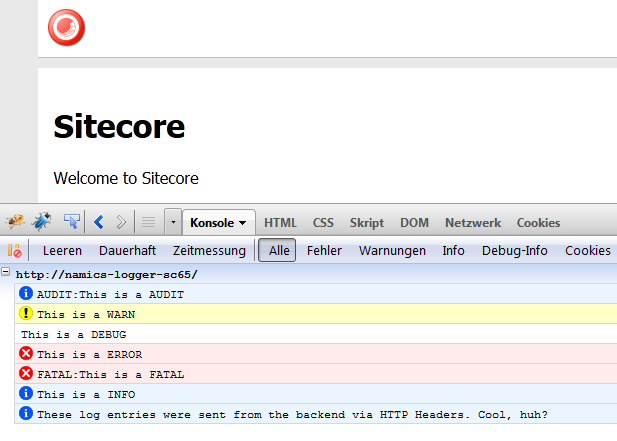 Sitecore
Welcome to Sitecore
Konsole HTML CSS Skript DOM Netzwerk Cookies
Leeren Dauerhaft Zeitmessung Alle Fehler Warnungen Info Debug-Info Cookies
http://namics-logger-sc65/
AUDIT:This is a AUDIT
This is a WARN
This is a DEBUG
This is a ERROR
FATAL:This is a FATAL
This is a INFO
These log entries were sent from the backend via HTTP Headers. Cool, huh?